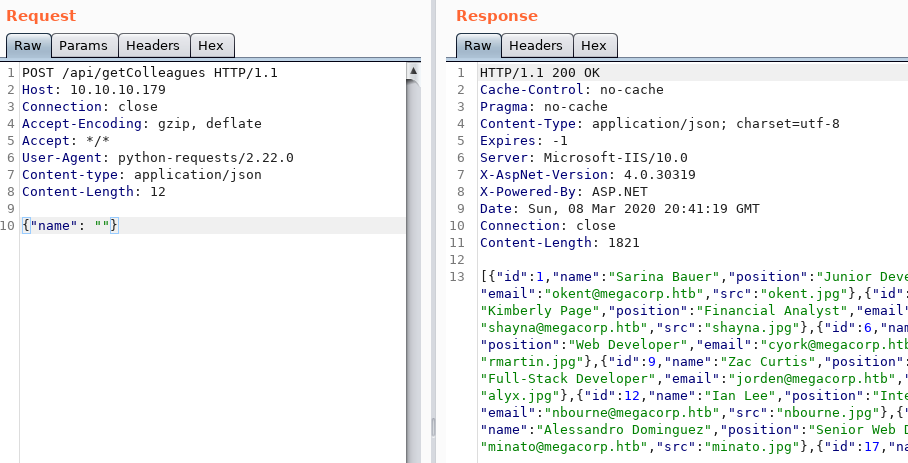 Request
Raw Params Headers Hex
1 POST /api/getColleagues HTTP/1.1
2 Host: 10.10.10.179
3 Connection: close
4 Accept-Encoding: gzip, deflate
5 Accept: */*
6 User-Agent: python-requests/2.22.0
7 Content-type: application/json
8 Content-Length: 12
9
10 {"name": ""}
Response
Raw Headers Hex
1 HTTP/1.1 200 OK
2 Cache-Control: no-cache
3 Pragma: no-cache
4 Content-Type: application/json; charset=utf-8
5 Expires: -1
6 Server: Microsoft-IIS/10.0
7 X-AspNet-Version: 4.0.30319
8 X-Powered-By: ASP.NET
9 Date: Sun, 08 Mar 2020 20:41:19 GMT
10 Connection: close
11 Content-Length: 1821
12
13 [{"id":1,"name":"Sarina Bauer","position":"Junior Deve
"email":"okent@megacorp.htb","src":"okent.jpg"},{"id":
"Kimberly Page","position":"Financial Analyst","email"
"shayna@megacorp.htb","src":"shayna.jpg"},{"id":6,"nam
"position":"Web Developer","email":"cyork@megacorp.htb
"rmartin.jpg"},{"id":9,"name":"Zac Curtis","position":
"Full-Stack Developer","email":"jorden@megacorp.htb","
"alyx.jpg"},{"id":12,"name":"Ian Lee","position":"Inte
"email":"nbourne@megacorp.htb","src":"nbourne.jpg"},{"
"name":"Alessandro Dominguez","position":"Senior Web D
"minato@megacorp.htb","src":"minato.jpg"},{"id":17,"na